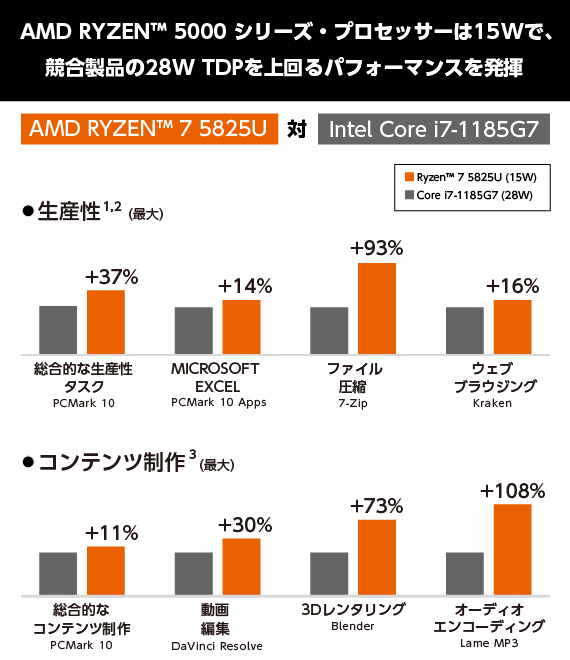 AMD RYZEN™ 5000 シリーズ・プロセッサーは15Wで、
競合製品の28W TDPを上回るパフォーマンスを発揮
AMD RYZEN™ 7 5825U 対 Intel Core i7-1185G7
Ryzen™ 7 5825U (15W)
Core i7-1185G7 (28W)
●生産性1,2 (最大)
+37%
+14%
+93%
+16%
総合的な生産性
タスク
PCMark 10
MICROSOFT
EXCEL
PCMark 10 Apps
ファイル
圧縮
7-Zip
ウェブ
ブラウジング
Kraken
●コンテンツ制作3(最大)
+11%
+30%
+73%
+108%
総合的な
コンテンツ制作
PCMark 10
動画
編集
DaVinci Resolve
3Dレンタリング
Blender
オーディオ
エンコーディング
Lame MP3